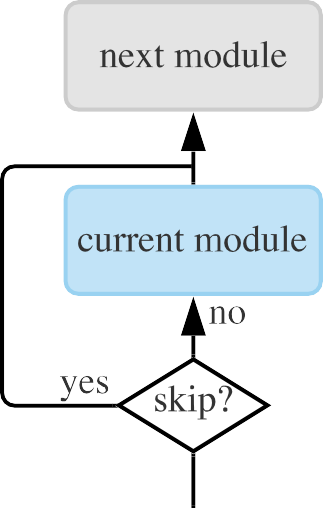 next module
current module
no
yes
skip?